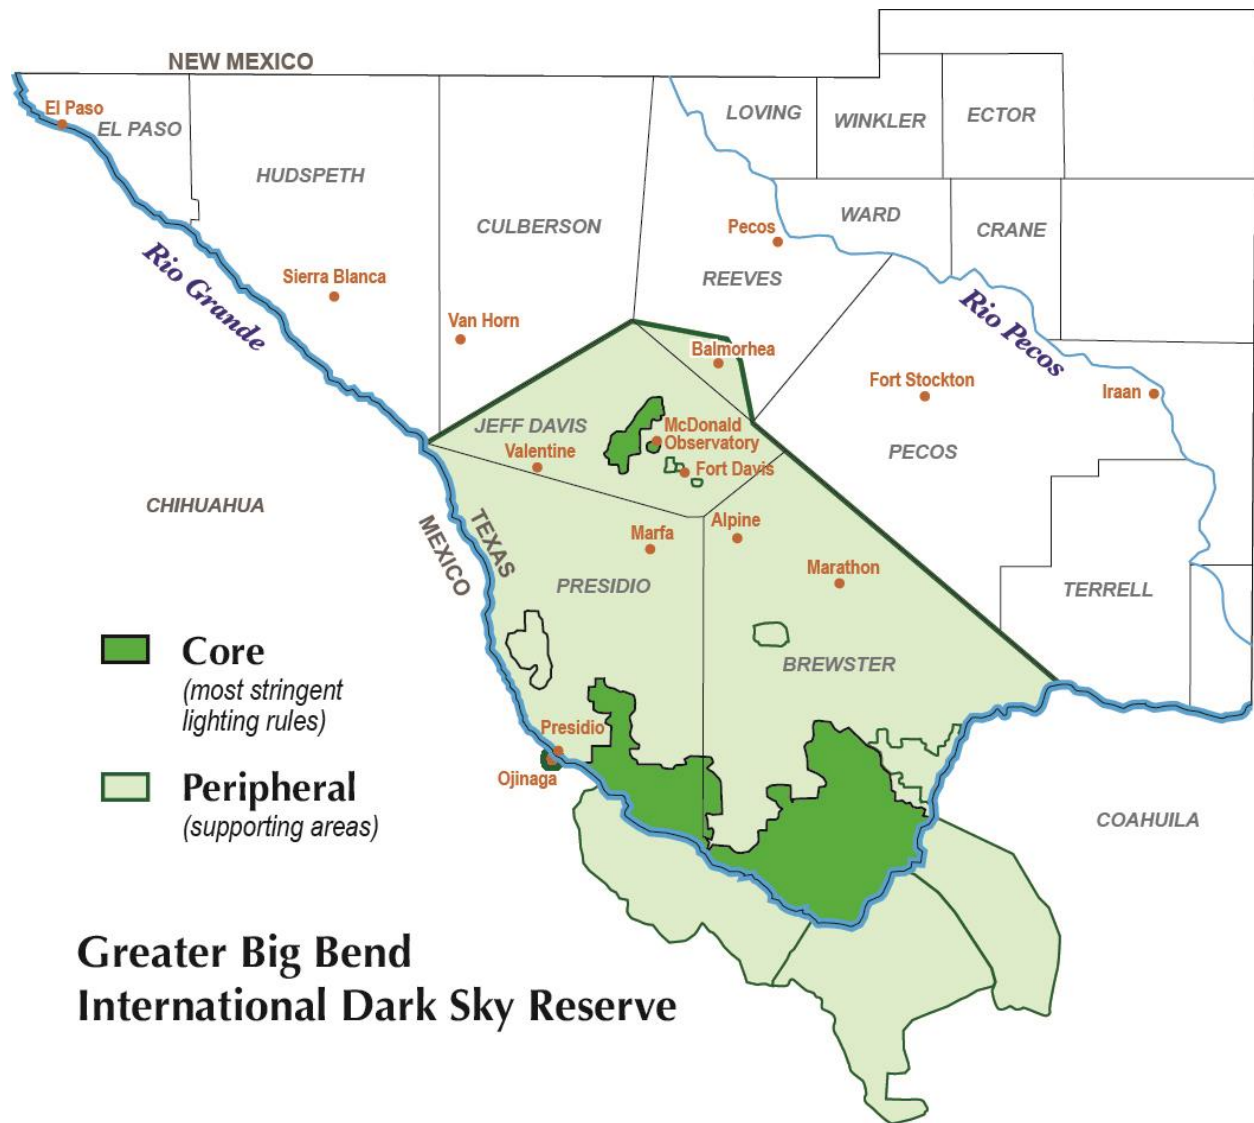 NEW MEXICO
El Paso
EL PASO
HUDSPETH
CULBERSON
LOVING
WINKLER
ECTOR
WARD
CRANE
Pecos
REEVES
Rio Grande
Sierra Blanca
Van Horn
Rio Pecos
Balmorhea
Fort Stockton
Iraan
JEFF DAVIS
McDonald
Observatory
Valentine
Fort Davis
PECOS
CHIHUAHUA
TEXAS
MEXICO
Marfa
Alpine
Marathon
PRESIDIO
TERRELL
BREWSTER
Core
(most stringent
lighting rules)
Presidio
Ojinaga
Peripheral
(supporting areas)
COAHUILA
Greater Big Bend
International Dark Sky Reserve